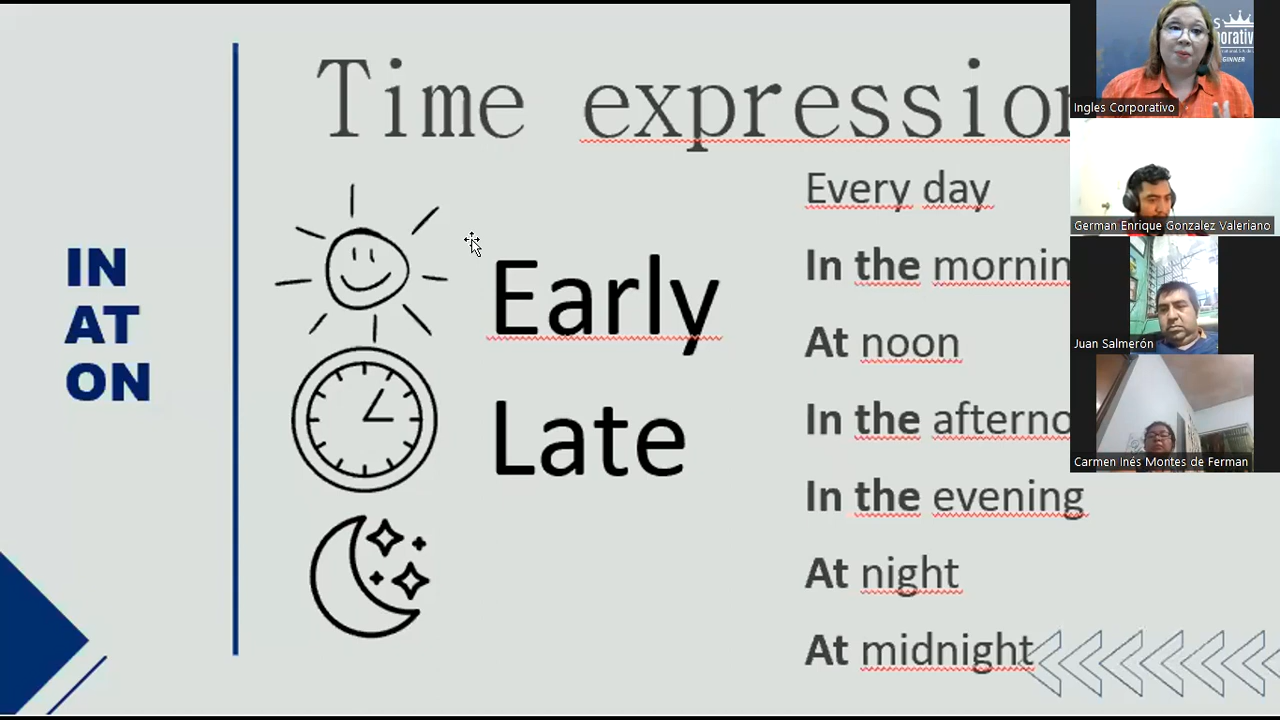 Time expression
IN
AT
ON
Early
Late
Every day
In the mornin
At noon
In the afterno
In the evening
At night
At midnight
Ingles Corporativo
German Enrique Gonzalez Valeriano
Juan Salmerón
Carmen Inés Montes de Ferman